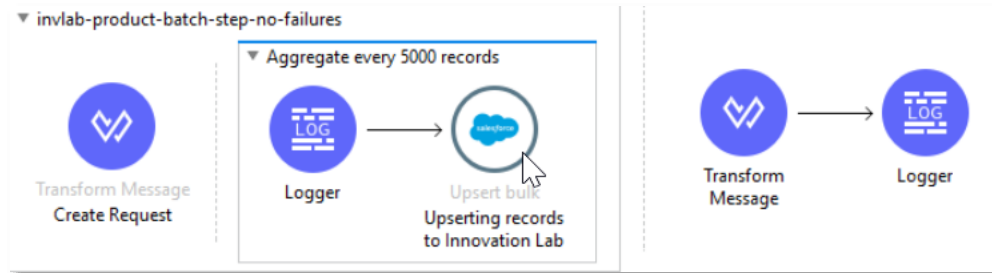 invlab-product-batch-step-no-failures
Aggregate every 5000 records
LOG
salesforce
LOG
Transform Message
Create Request
Logger
Upsert bulk
Upserting records
to Innovation Lab
Transform
Message
Logger